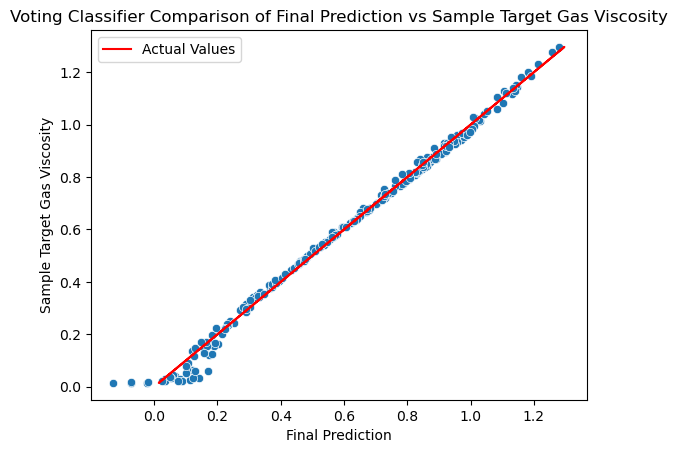 Voting Classifier Comparison of Final Prediction vs Sample Target Gas Viscosity
Actual Values
Sample Target Gas Viscosity
1.2
1.0
0.8
0.6
0.4
0.2
0.0
0.0 0.2 0.4 0.6 0.8 1.0 1.2
Final Prediction